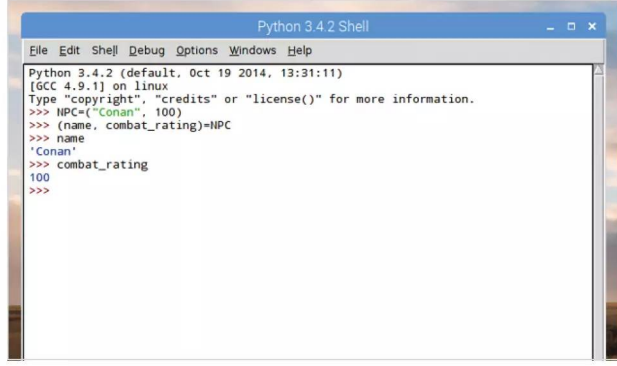 Python 3.4.2 Shell
File Edit Shell Debug Options Windows Help
Python 3.4.2 (default, Oct 19 2014, 13:31:11)
[GCC 4.9.1] on linux
Type "copyright", "credits" or "license()" for more information.
>>> NPC=("Conan", 100)
>>> (name, combat_rating)=NPC
>>> name
'Conan'
>>> combat_rating
100
>>>